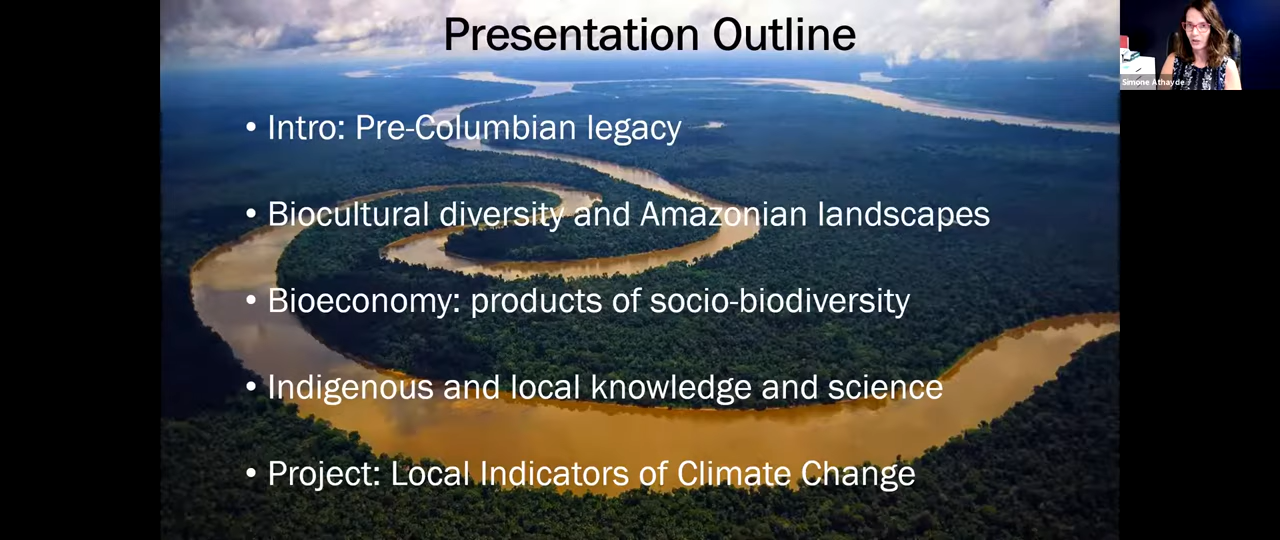 Presentation Outline
Simone Athayde
• Intro: Pre-Columbian legacy
• Biocultural diversity and Amazonian landscapes
• Bioeconomy: products of socio-biodiversity
• Indigenous and local knowledge and science
• Project: Local Indicators of Climate Change